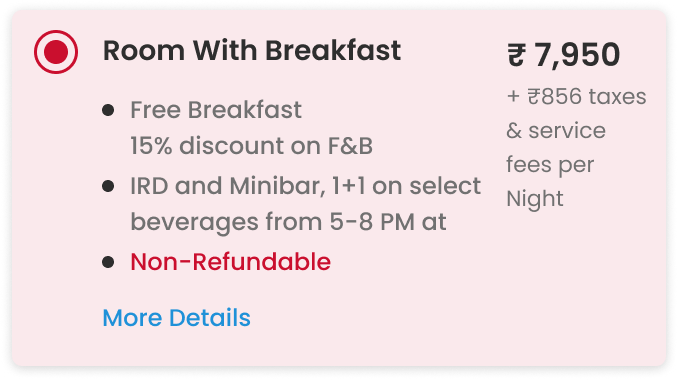 Room With Breakfast
₹ 7,950
+ ₹856 taxes
& service
fees per
Night
Free Breakfast
15% discount on F&B
IRD and Minibar, 1+1 on select
beverages from 5-8 PM at
Non-Refundable
More Details